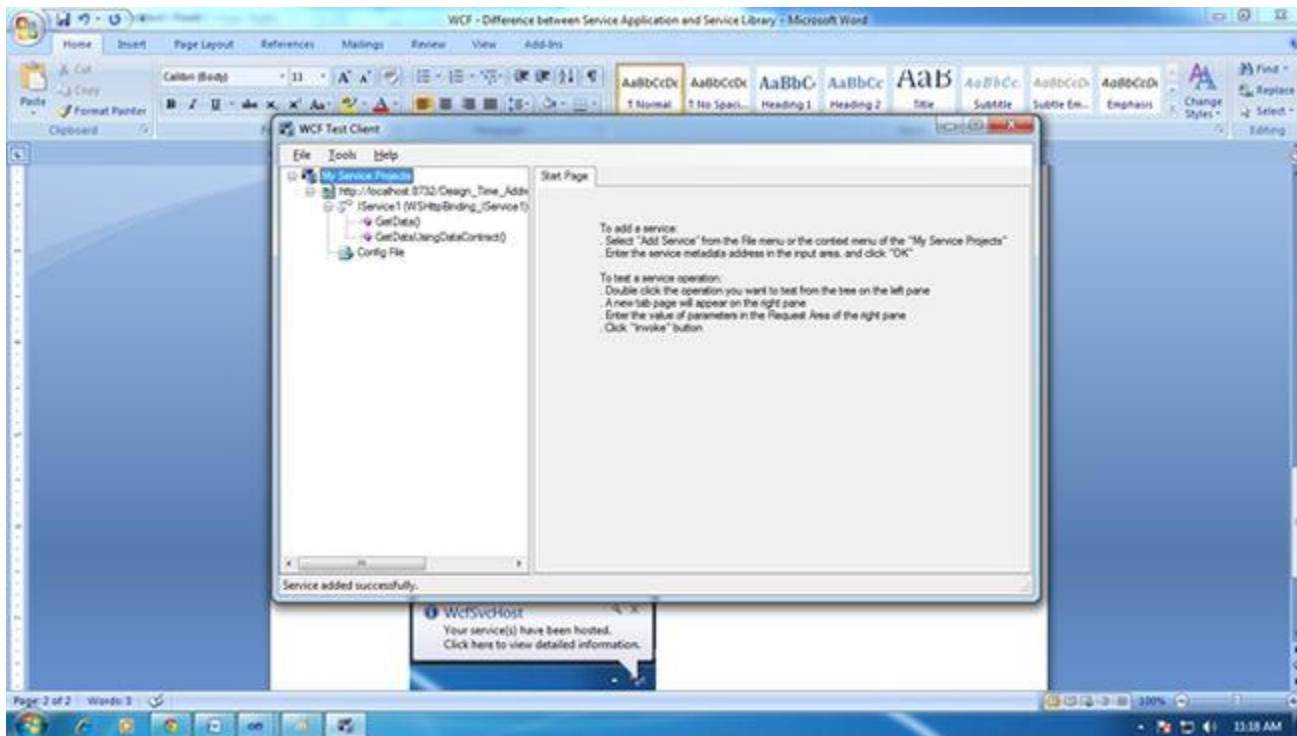 WCF - Difference between Service Application and Service Library - Microsoft Word
Home Insert Page Layout References Mailings Review View Add-Ins
Cut
Copy
Paste
Format Painter
Clipboard
Calibri (Body) 11
B I U abc
AaBbCcDc AaBbCcDc AaBbC AaBbCc AaB AaBbCc. AaBbCcDc AaBbCcDc
¶ Normal ¶ No Spaci... Heading 1 Heading 2 Title Subtitle Subtle Em... Emphasis
Change
Styles
Find
Replace
Select
Editing
WCF Test Client
File Tools Help
My Service Projects
http://localhost:8732/Design_Time_Addre
IService1 (WSHttpBinding_IService1)
GetData()
GetDataUsingDataContract()
Config File
Start Page
To add a service:
. Select "Add Service" from the File menu or the context menu of the "My Service Projects"
. Enter the service metadata address in the input area, and click "OK"
To test a service operation:
. Double click the operation you want to test from the tree on the left pane
. A new tab page will appear on the right pane
. Enter the value of parameters in the Request Area of the right pane
. Click "Invoke" button
Service added successfully.
WcfSvcHost
Your service(s) have been hosted.
Click here to view detailed information.
Page: 2 of 2 Words: 3
100%
11:18 AM